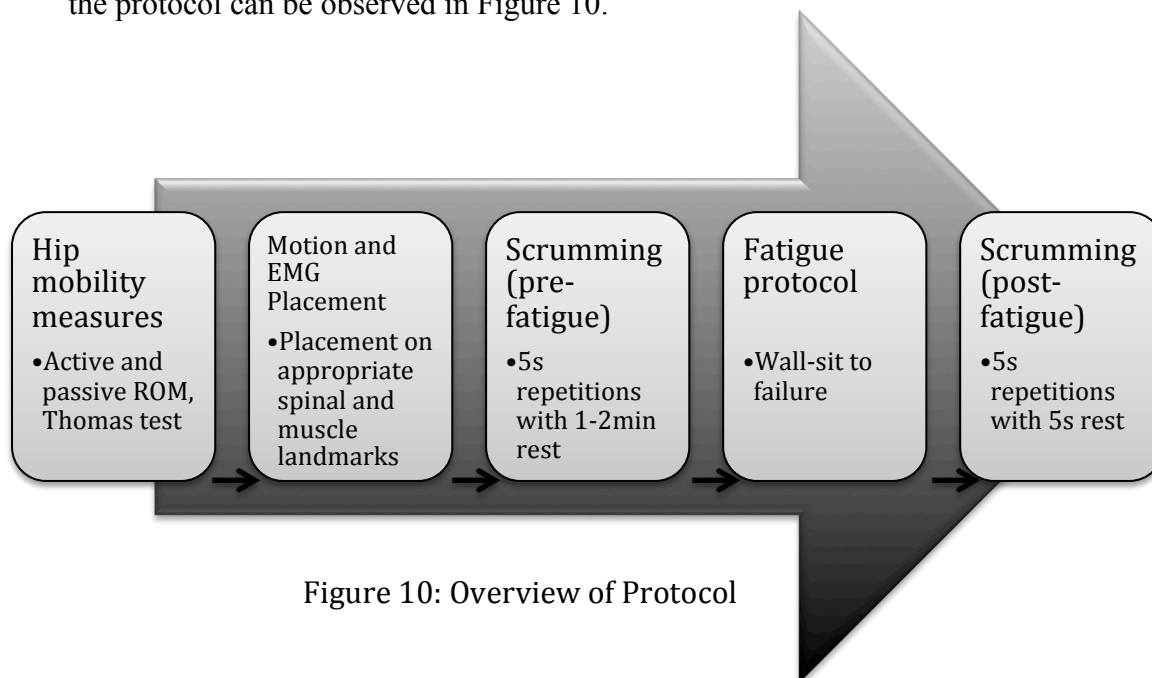 the protocol can be observed in Figure 10.
Hip
mobility
measures
•Active and
passive ROM,
Thomas test
Motion and
EMG
Placement
•Placement on
appropriate
spinal and
muscle
landmarks
Scrumming
(pre-
fatigue)
•5s
repetitions
with 1-2min
rest
Fatigue
protocol
•Wall-sit to
failure
Scrumming
(post-
fatigue)
•5s
repetitions
with 5s rest
Figure 10: Overview of Protocol